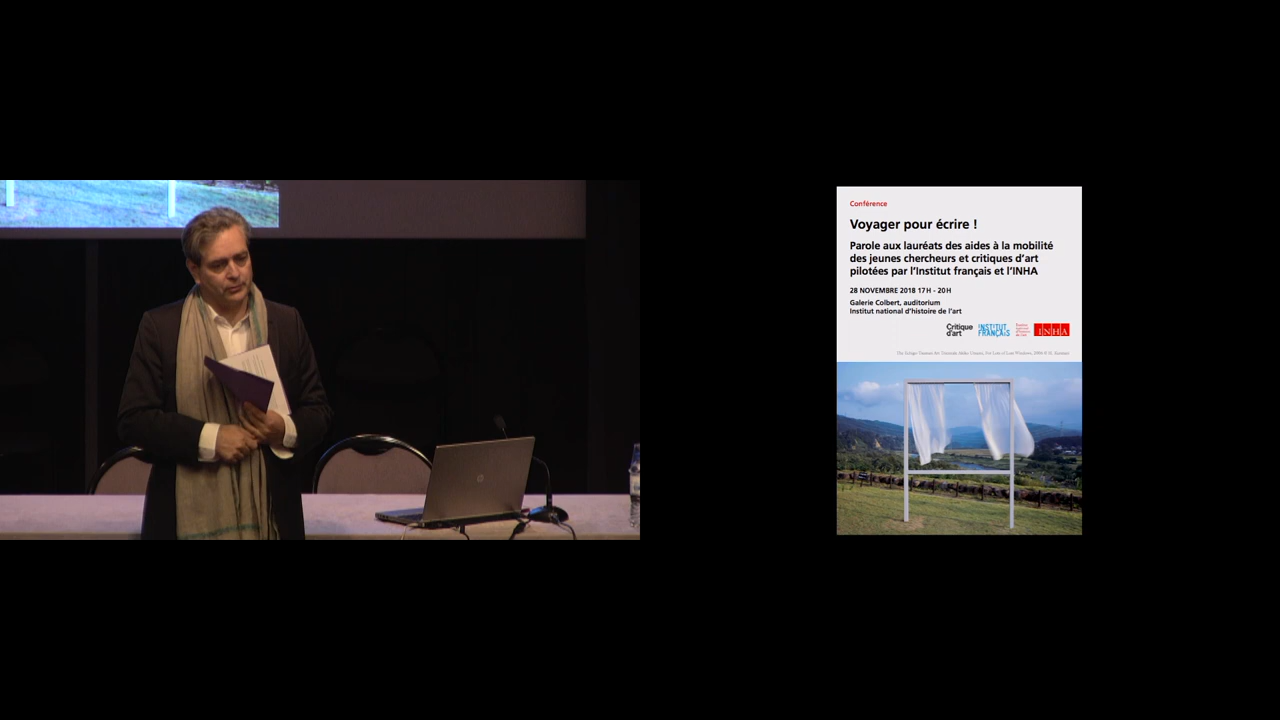 Conférence
Voyager pour écrire !
Parole aux lauréats des aides à la mobilité
des jeunes chercheurs et critiques d'art
pilotées par l'Institut français et l'INHA
28 NOVEMBRE 2018 17H - 20H
Galerie Colbert, auditorium
Institut national d'histoire de l'art
Critique
d'art
INSTITUT
FRANÇAIS
INHA